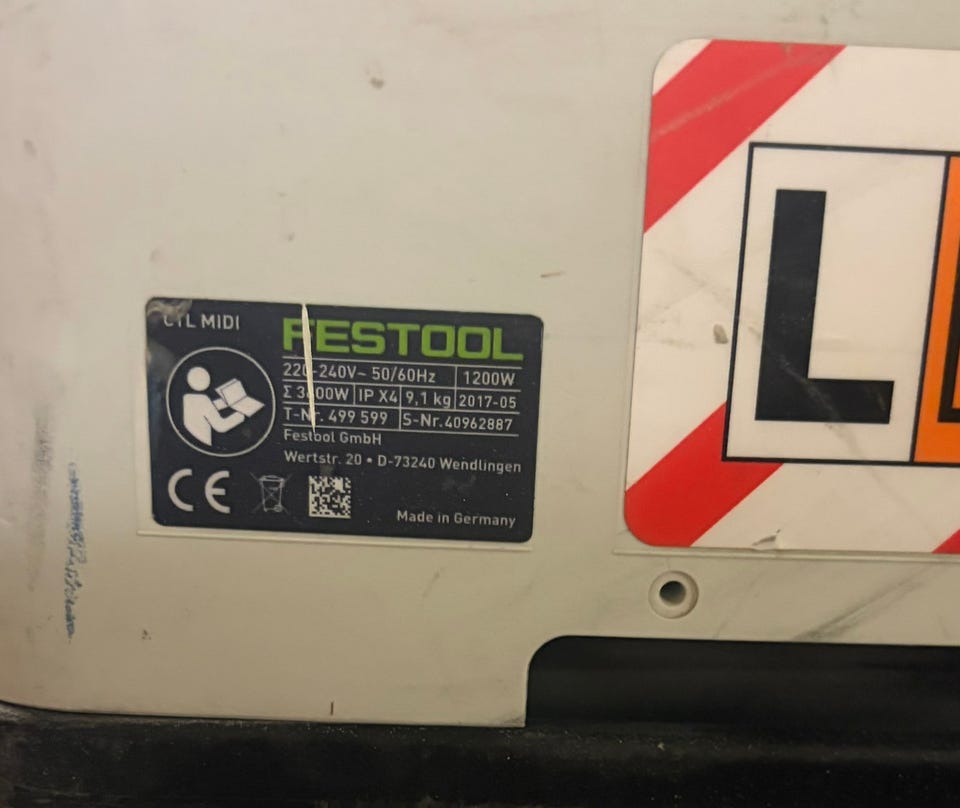 CTL MIDI
FESTOOL
220-240V~ 50/60Hz 1200W
Σ 3600W IP X4 9,1 kg 2017-05
T-Nr. 499 599 S-Nr. 40962887
Festool GmbH
Wertstr. 20 • D-73240 Wendlingen
CE
Made in Germany
L